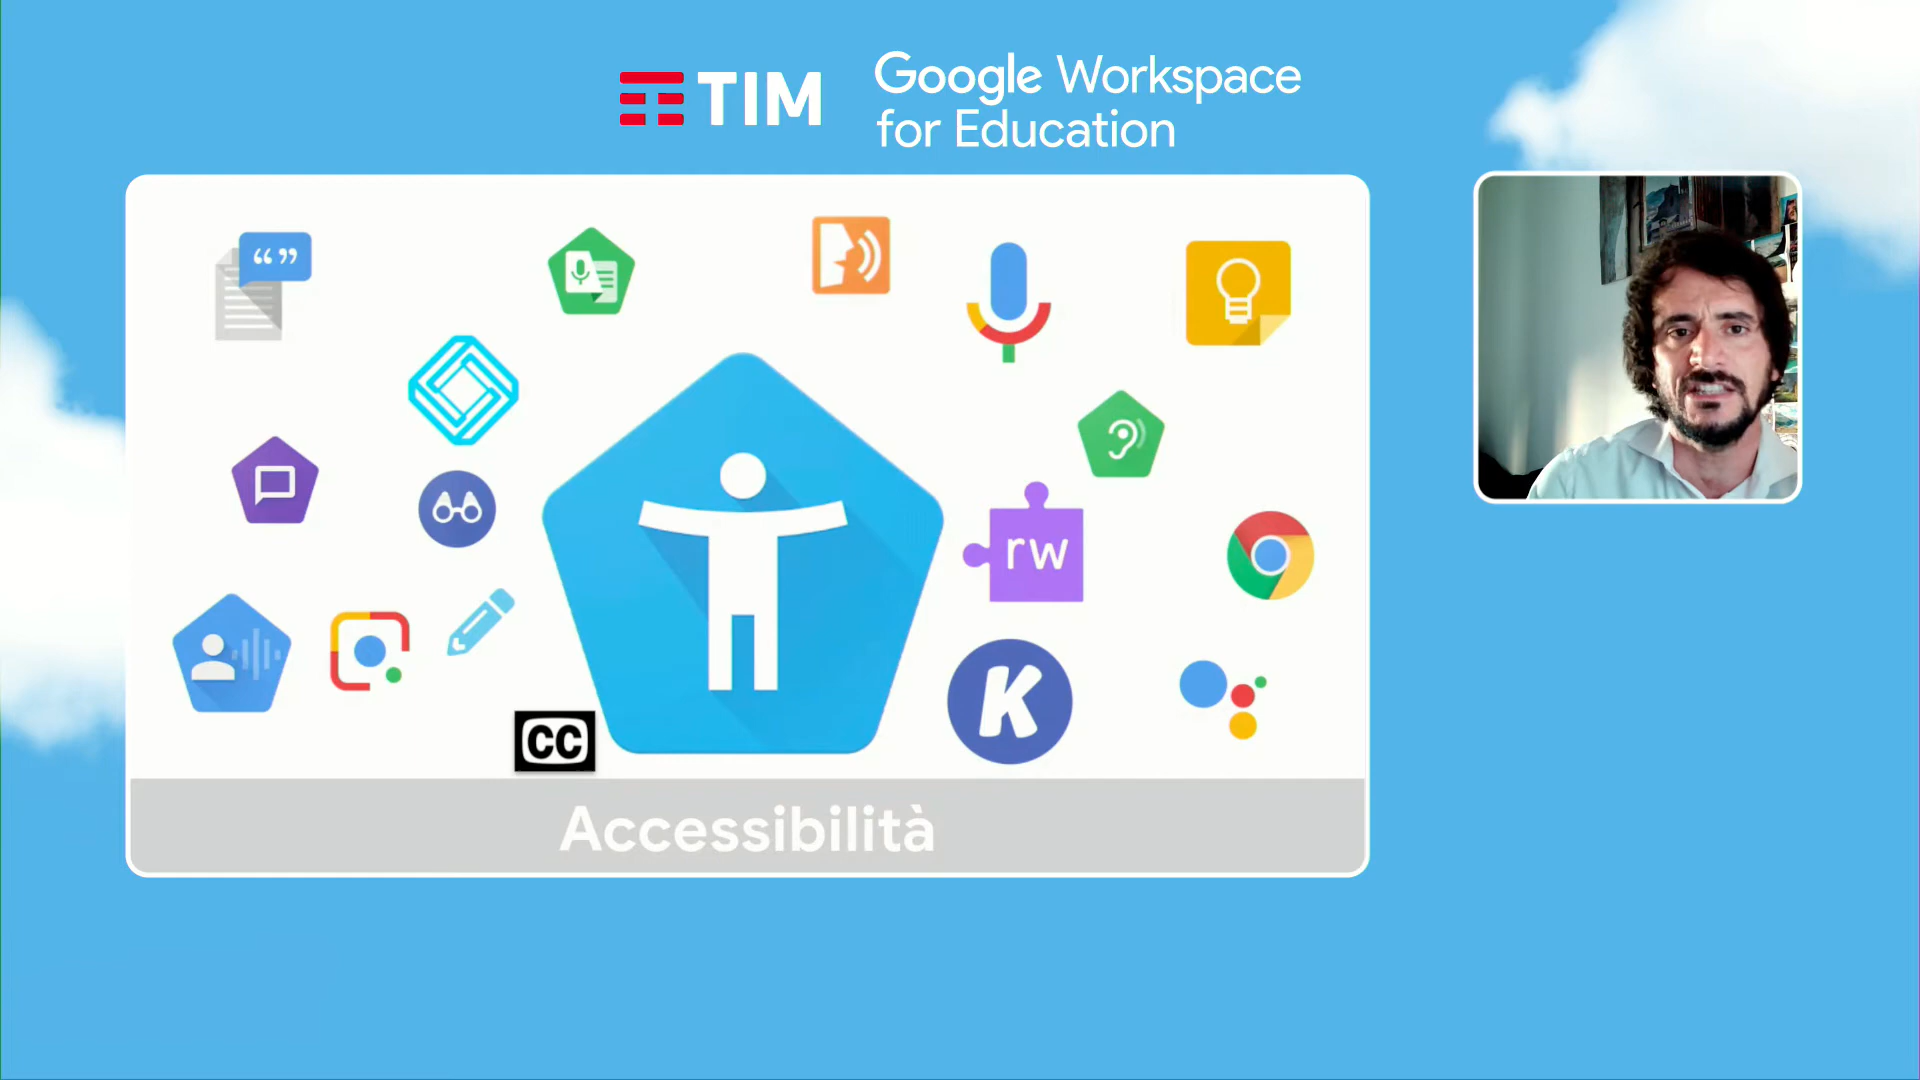 TIM
Google Workspace
for Education
“ ”
rw
K
CC
Accessibilità